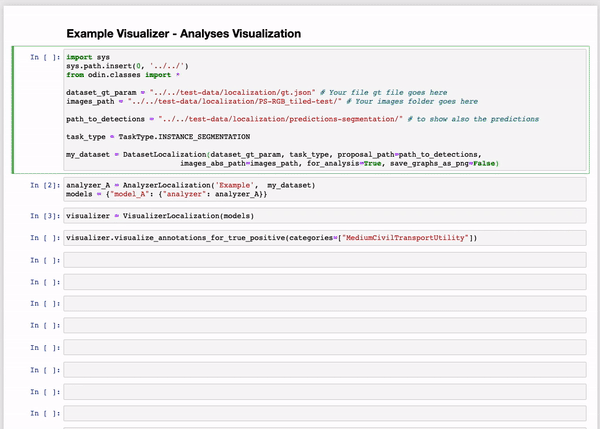 Example Visualizer - Analyses Visualization
In [ ]: import sys
sys.path.insert(0, '../../')
from odin.classes import *
dataset_gt_param = "../../test-data/localization/gt.json" # Your file gt file goes here
images_path = "../../test-data/localization/PS-RGB_tiled-test/" # Your images folder goes here
path_to_detections = "../../test-data/localization/predictions-segmentation/" # to show also the predictions
task_type = TaskType.INSTANCE_SEGMENTATION
my_dataset = DatasetLocalization(dataset_gt_param, task_type, proposal_path=path_to_detections,
images_abs_path=images_path, for_analysis=True, save_graphs_as_png=False)
In [2]: analyzer_A = AnalyzerLocalization('Example', my_dataset)
models = {"model_A": {"analyzer": analyzer_A}}
In [3]: visualizer = VisualizerLocalization(models)
In [ ]: visualizer.visualize_annotations_for_true_positive(categories=["MediumCivilTransportUtility"])
In [ ]:
In [ ]:
In [ ]:
In [ ]:
In [ ]:
In [ ]:
In [ ]:
In [ ]: